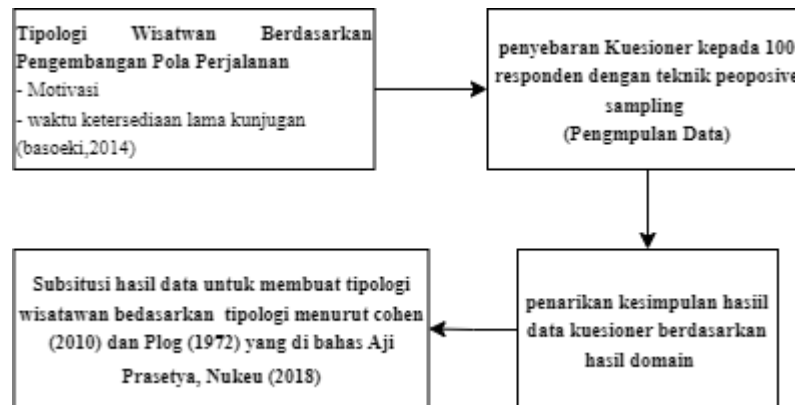 Tipologi Wisatwan Berdasarkan
Pengembangan Pola Perjalanan
- Motivasi
- waktu ketersediaan lama kunjugan
(basoeki,2014)
penyebaran Kuesioner kepada 100
responden dengan teknik peoposive
sampling
(Pengmpulan Data)
penarikan kesimpulan hasiil
data kuesioner berdasarkan
hasil domain
Subsitusi hasil data untuk membuat tipologi
wisatawan bedasarkan tipologi menurut cohen
(2010) dan Plog (1972) yang di bahas Aji
Prasetya, Nukeu (2018)